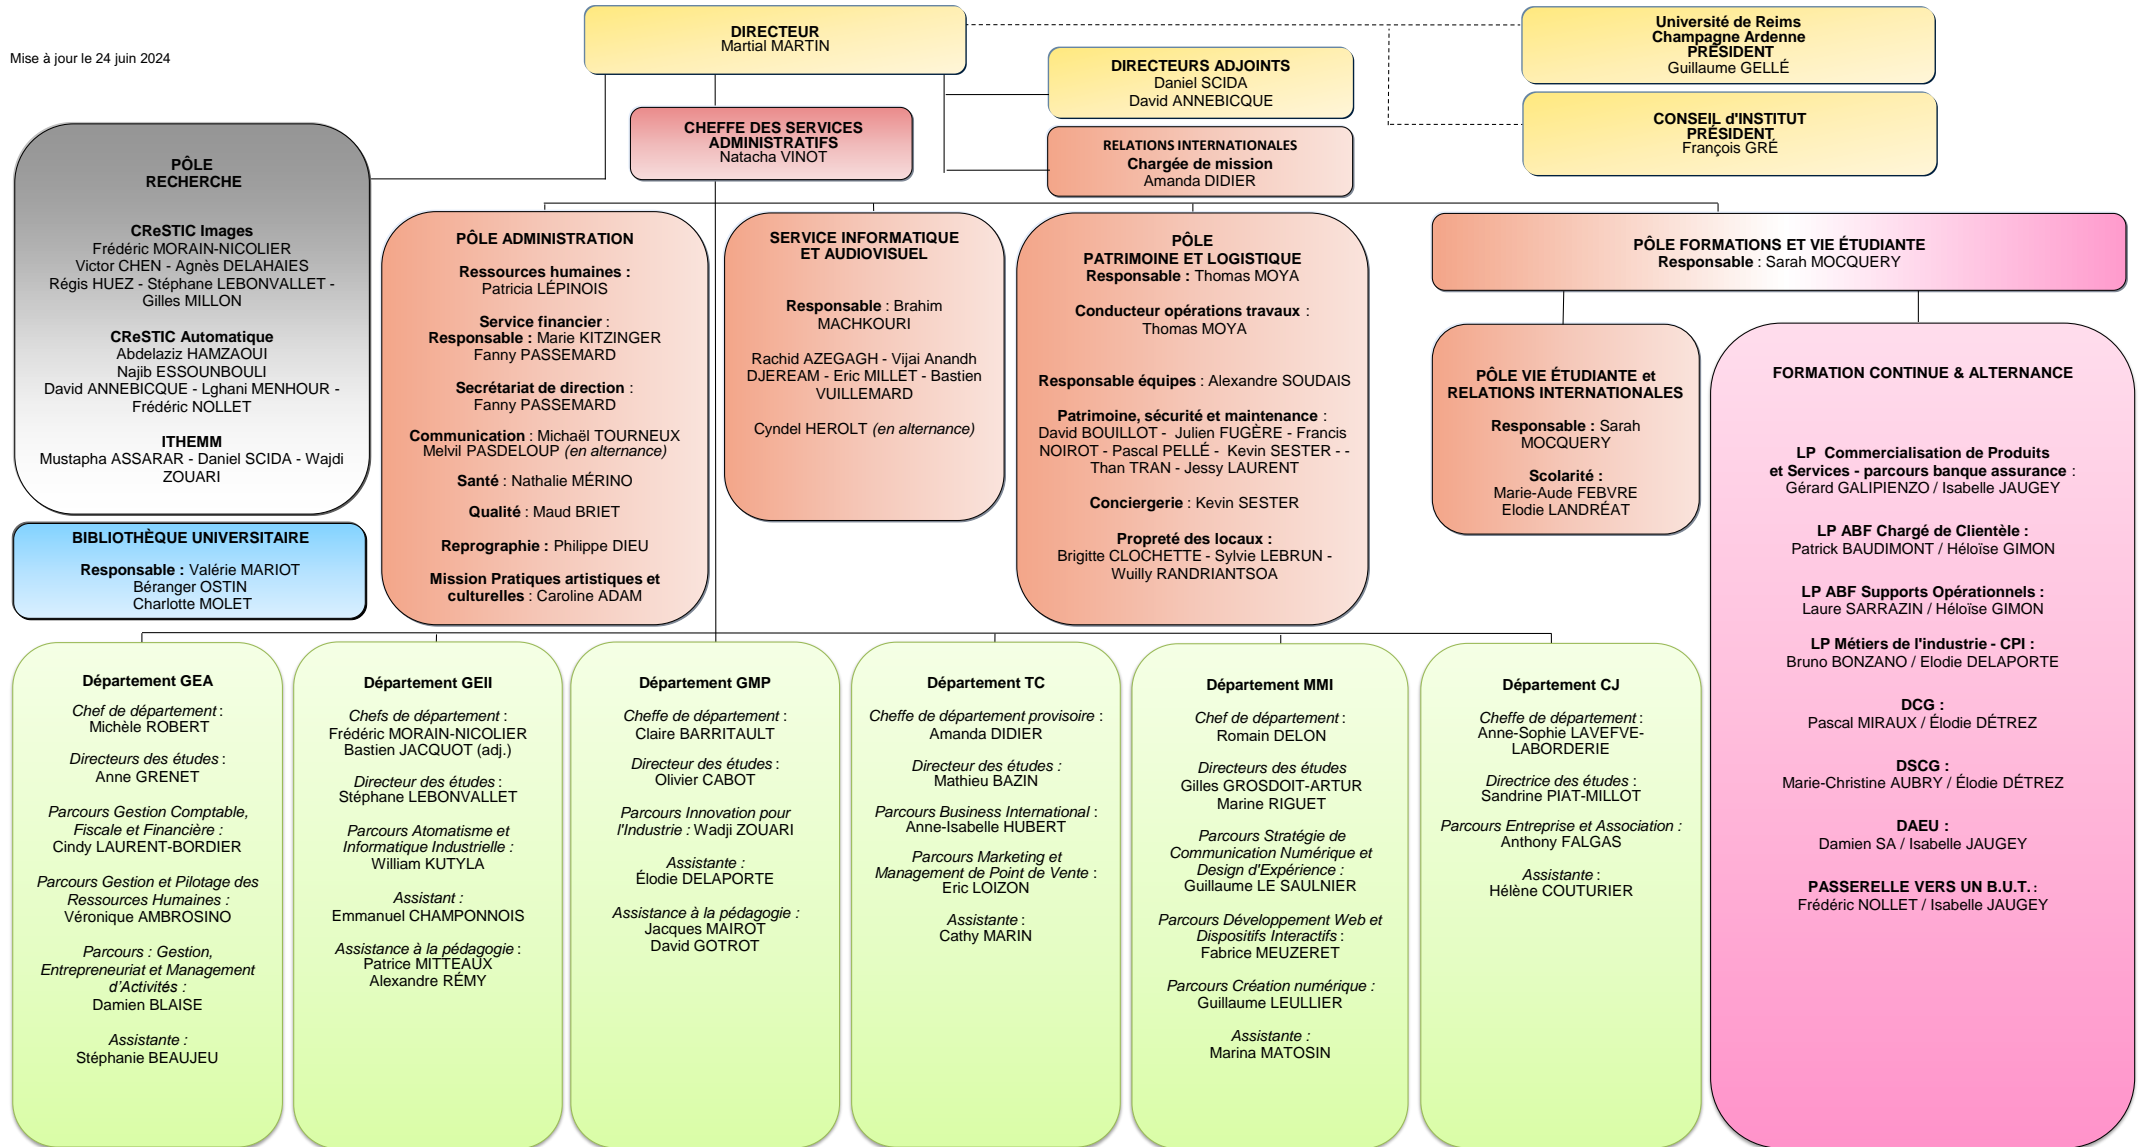 Mise à jour le 24 juin 2024
DIRECTEUR
Martial MARTIN
Université de Reims
Champagne Ardenne
PRÉSIDENT
Guillaume GELLÉ
DIRECTEURS ADJOINTS
Daniel SCIDA
David ANNEBICQUE
CONSEIL d'INSTITUT
PRÉSIDENT
François GRÉ
CHEFFE DES SERVICES
ADMINISTRATIFS
Natacha VINOT
RELATIONS INTERNATIONALES
Chargée de mission
Amanda DIDIER
PÔLE
RECHERCHE
CReSTIC Images
Frédéric MORAIN-NICOLIER
Victor CHEN - Agnès DELAHAIES
Régis HUEZ - Stéphane LEBONVALLET -
Gilles MILLON
CReSTIC Automatique
Abdelaziz HAMZAOUI
Najib ESSOUNBOULI
David ANNEBICQUE - Lghani MENHOUR -
Frédéric NOLLET
ITHEMM
Mustapha ASSARAR - Daniel SCIDA - Wajdi
ZOUARI
BIBLIOTHÈQUE UNIVERSITAIRE
Responsable : Valérie MARIOT
Béranger OSTIN
Charlotte MOLET
PÔLE ADMINISTRATION
Ressources humaines :
Patricia LÉPINOIS
Service financier :
Responsable : Marie KITZINGER
Fanny PASSEMARD
Secrétariat de direction :
Fanny PASSEMARD
Communication : Michaël TOURNEUX
Melvil PASDELOUP (en alternance)
Santé : Nathalie MÉRINO
Qualité : Maud BRIET
Reprographie : Philippe DIEU
Mission Pratiques artistiques et
culturelles : Caroline ADAM
SERVICE INFORMATIQUE
ET AUDIOVISUEL
Responsable : Brahim
MACHKOURI
Rachid AZEGAGH - Vijai Anandh
DJEREAM - Eric MILLET - Bastien
VUILLEMARD
Cyndel HEROLT (en alternance)
PÔLE
PATRIMOINE ET LOGISTIQUE
Responsable : Thomas MOYA
Conducteur opérations travaux :
Thomas MOYA
Responsable équipes : Alexandre SOUDAIS
Patrimoine, sécurité et maintenance :
David BOUILLOT - Julien FUGÈRE - Francis
NOIROT - Pascal PELLÉ - Kevin SESTER - -
Than TRAN - Jessy LAURENT
Conciergerie : Kevin SESTER
Propreté des locaux :
Brigitte CLOCHETTE - Sylvie LEBRUN -
Wuilly RANDRIANTSOA
PÔLE FORMATIONS ET VIE ÉTUDIANTE
Responsable : Sarah MOCQUERY
PÔLE VIE ÉTUDIANTE et
RELATIONS INTERNATIONALES
Responsable : Sarah
MOCQUERY
Scolarité :
Marie-Aude FEBVRE
Elodie LANDRÉAT
FORMATION CONTINUE & ALTERNANCE
LP Commercialisation de Produits
et Services - parcours banque assurance :
Gérard GALIPIENZO / Isabelle JAUGEY
LP ABF Chargé de Clientèle :
Patrick BAUDIMONT / Héloïse GIMON
LP ABF Supports Opérationnels :
Laure SARRAZIN / Héloïse GIMON
LP Métiers de l'industrie - CPI :
Bruno BONZANO / Elodie DELAPORTE
DCG :
Pascal MIRAUX / Élodie DÉTREZ
DSCG :
Marie-Christine AUBRY / Élodie DÉTREZ
DAEU :
Damien SA / Isabelle JAUGEY
PASSERELLE VERS UN B.U.T. :
Frédéric NOLLET / Isabelle JAUGEY
Département GEA
Chef de département :
Michèle ROBERT
Directeurs des études :
Anne GRENET
Parcours Gestion Comptable,
Fiscale et Financière :
Cindy LAURENT-BORDIER
Parcours Gestion et Pilotage des
Ressources Humaines :
Véronique AMBROSINO
Parcours : Gestion,
Entrepreneuriat et Management
d'Activités :
Damien BLAISE
Assistante :
Stéphanie BEAUJEU
Département GEII
Chefs de département :
Frédéric MORAIN-NICOLIER
Bastien JACQUOT (adj.)
Directeur des études :
Stéphane LEBONVALLET
Parcours Atomatisme et
Informatique Industrielle :
William KUTYLA
Assistant :
Emmanuel CHAMPONNOIS
Assistance à la pédagogie :
Patrice MITTEAUX
Alexandre RÉMY
Département GMP
Cheffe de département :
Claire BARRITAULT
Directeur des études :
Olivier CABOT
Parcours Innovation pour
l'Industrie : Wadji ZOUARI
Assistante :
Élodie DELAPORTE
Assistance à la pédagogie :
Jacques MAIROT
David GOTROT
Département TC
Cheffe de département provisoire :
Amanda DIDIER
Directeur des études :
Mathieu BAZIN
Parcours Business International :
Anne-Isabelle HUBERT
Parcours Marketing et
Management de Point de Vente :
Eric LOIZON
Assistante :
Cathy MARIN
Département MMI
Chef de département :
Romain DELON
Directeurs des études
Gilles GROSDOIT-ARTUR
Marine RIGUET
Parcours Stratégie de
Communication Numérique et
Design d'Expérience :
Guillaume LE SAULNIER
Parcours Développement Web et
Dispositifs Interactifs :
Fabrice MEUZERET
Parcours Création numérique :
Guillaume LEULLIER
Assistante :
Marina MATOSIN
Département CJ
Cheffe de département :
Anne-Sophie LAVEFVE-
LABORDERIE
Directrice des études :
Sandrine PIAT-MILLOT
Parcours Entreprise et Association :
Anthony FALGAS
Assistante :
Hélène COUTURIER